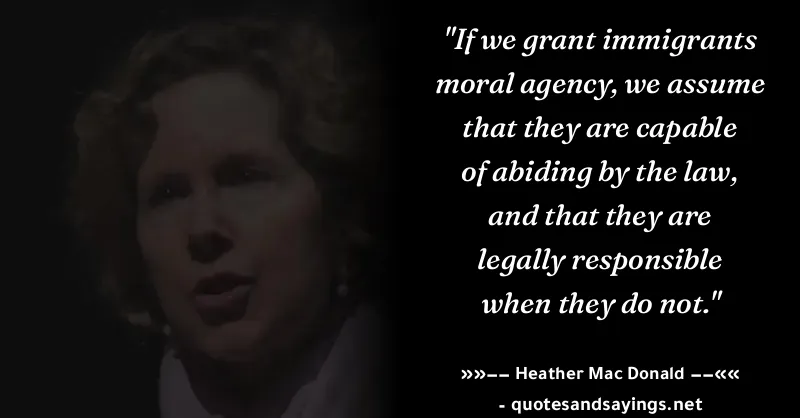 "If we grant immigrants
moral agency, we assume
that they are capable
of abiding by the law,
and that they are
legally responsible
when they do not."
»»−− Heather Mac Donald −−««
- quotesandsayings.net